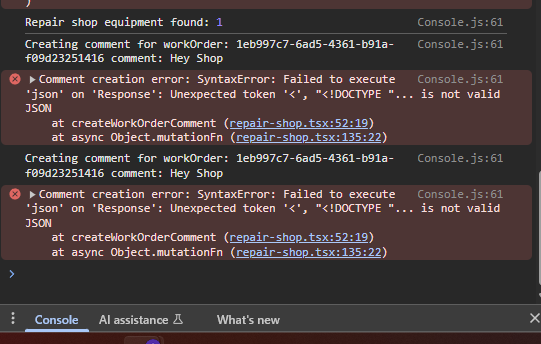 )
Repair shop equipment found: 1 Console.js:61
Creating comment for workOrder: 1eb997c7-6ad5-4361-b91a- Console.js:61
f09d23251416 comment: Hey Shop
Comment creation error: SyntaxError: Failed to execute Console.js:61
'json' on 'Response': Unexpected token '<', "<!DOCTYPE "... is not valid
JSON
at createWorkOrderComment (repair-shop.tsx:52:19)
at async Object.mutationFn (repair-shop.tsx:135:22)
Creating comment for workOrder: 1eb997c7-6ad5-4361-b91a- Console.js:61
f09d23251416 comment: Hey Shop
Comment creation error: SyntaxError: Failed to execute Console.js:61
'json' on 'Response': Unexpected token '<', "<!DOCTYPE "... is not valid
JSON
at createWorkOrderComment (repair-shop.tsx:52:19)
at async Object.mutationFn (repair-shop.tsx:135:22)
Console AI assistance What's new